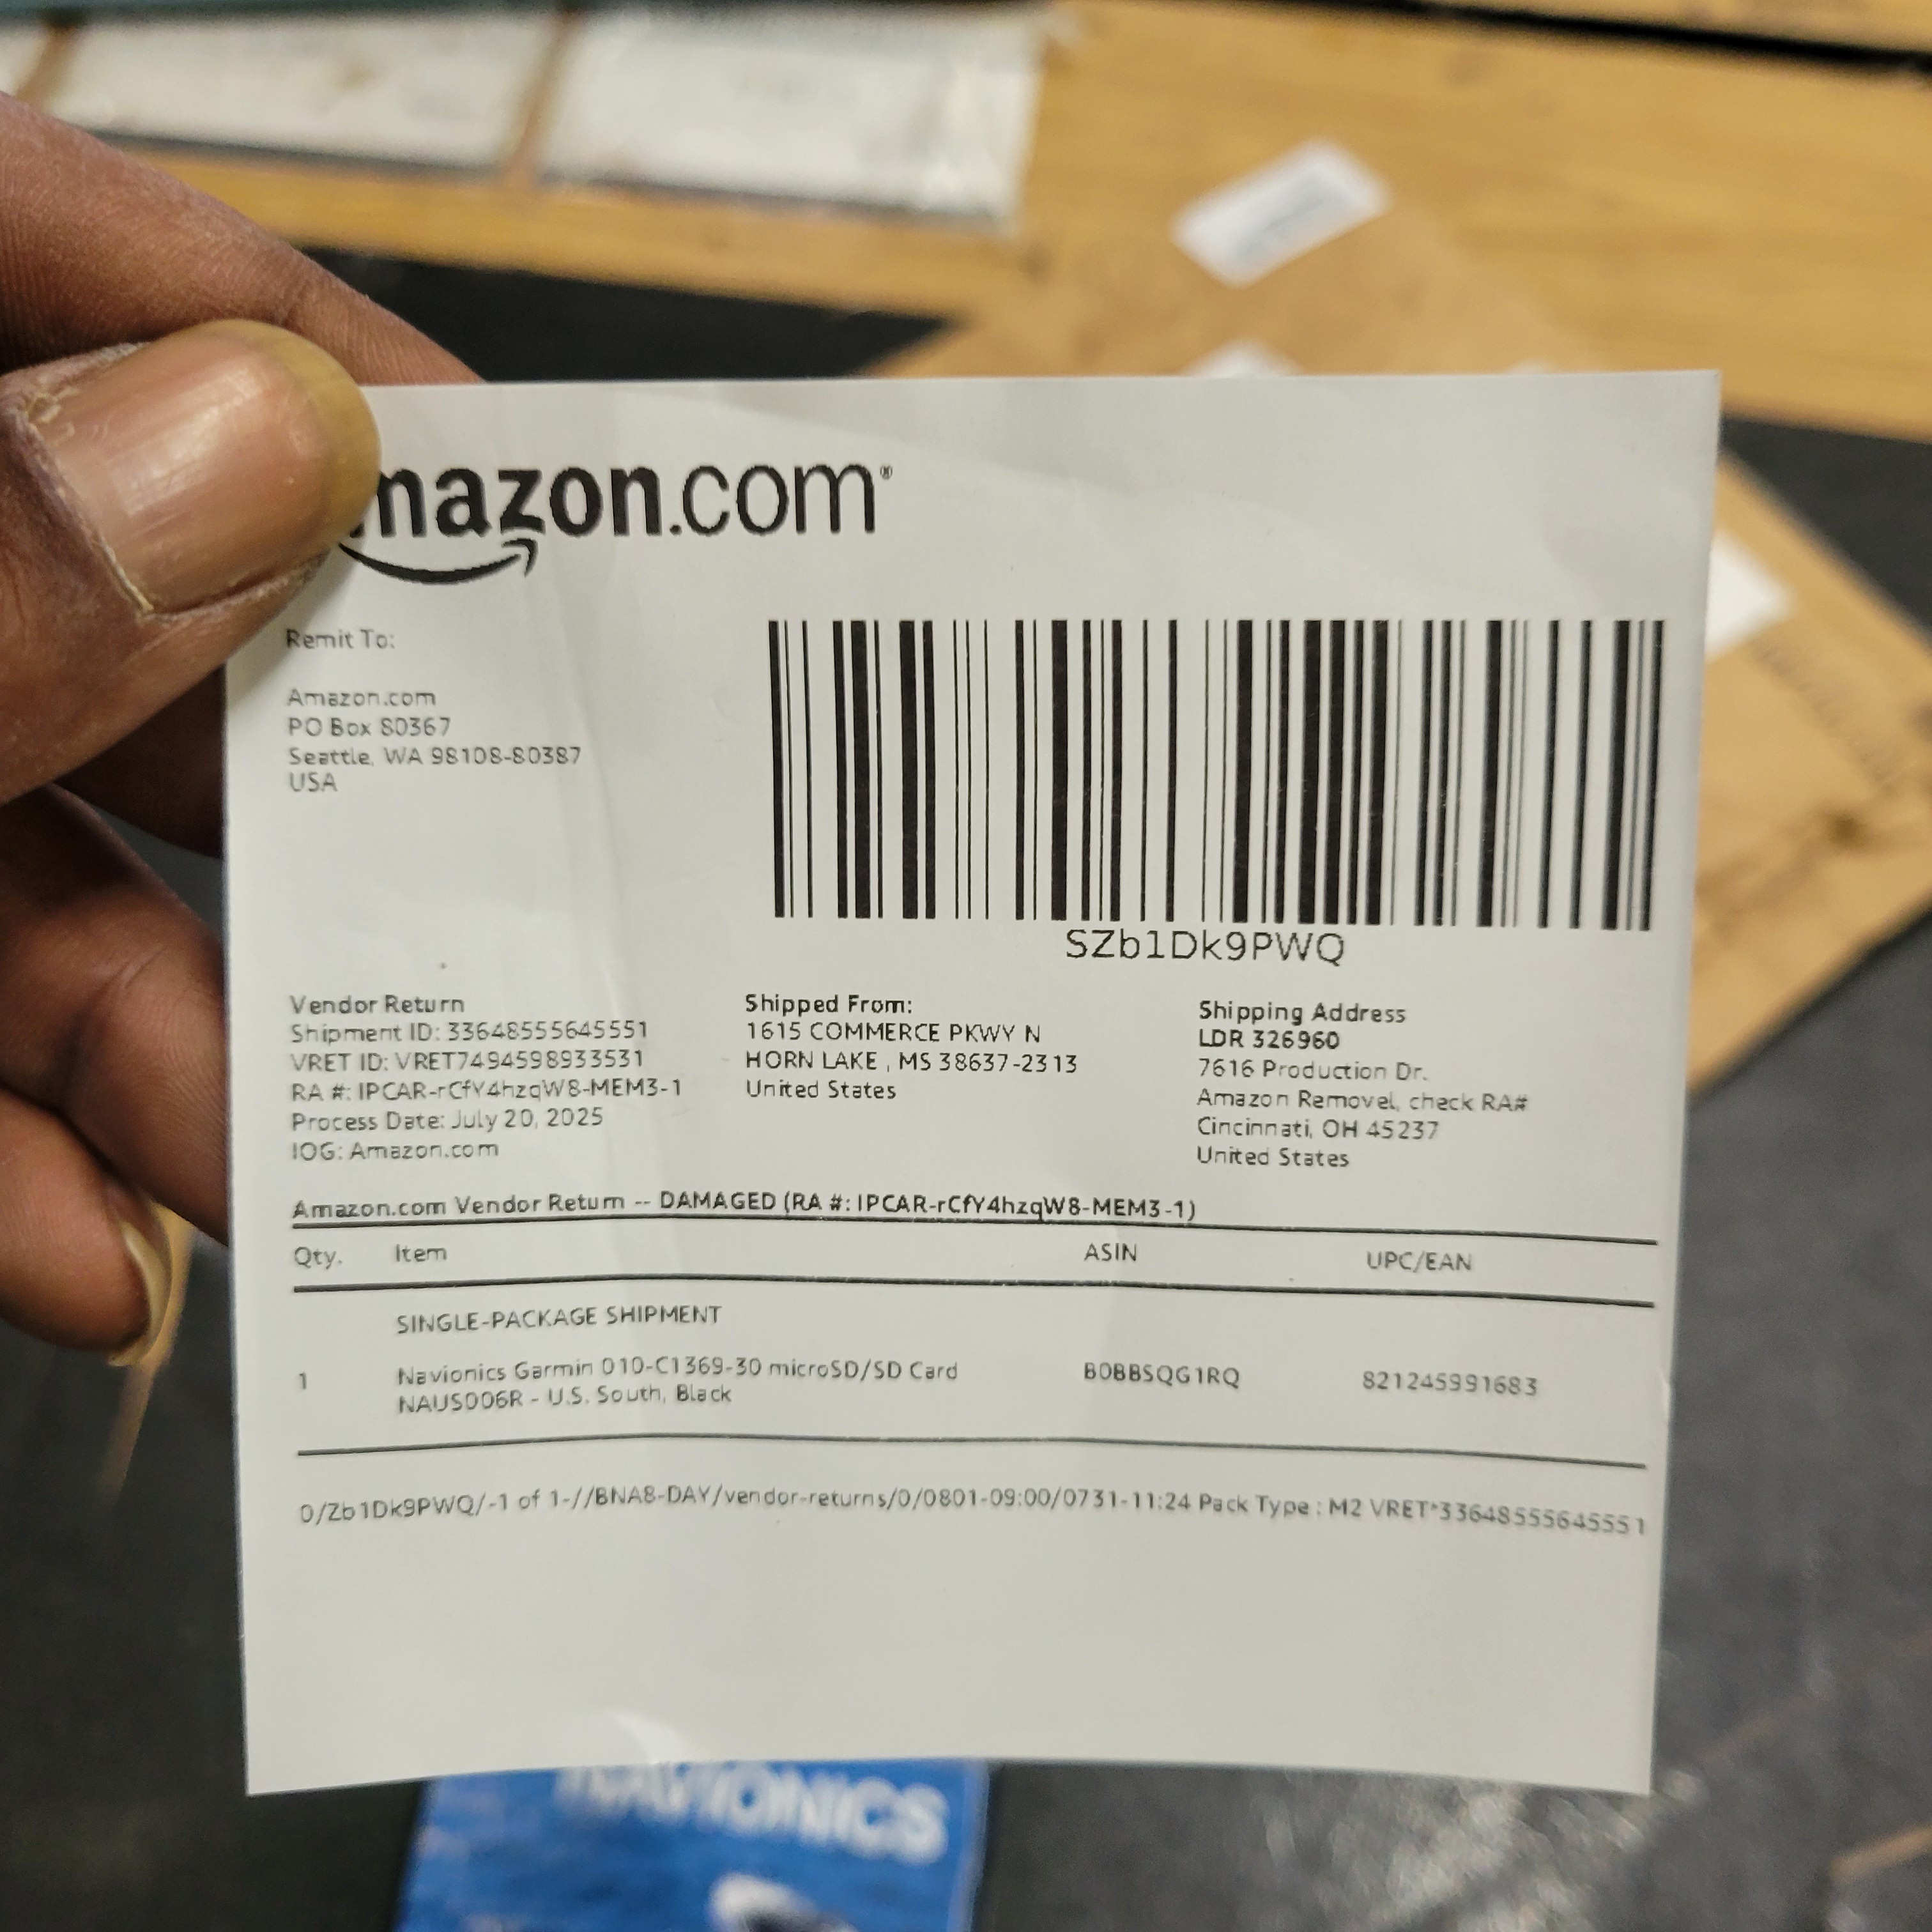 mazon.com®
Remit To:
Amazon.com
PO Box 80367
Seattle, WA 98108-80387
USA
SZb1Dk9PWQ
Vendor Return
Shipment ID: 33648555645551
VRET ID: VRET7494598933531
RA #: IPCAR-rCfY4hzqW8-MEM3-1
Process Date: July 20, 2025
IOG: Amazon.com
Shipped From:
1615 COMMERCE PKWY N
HORN LAKE , MS 38637-2313
United States
Shipping Address
LDR 326960
7616 Production Dr.
Amazon Removel, check RA#
Cincinnati, OH 45237
United States
Amazon.com Vendor Return -- DAMAGED (RA #: IPCAR-rCfY4hzqW8-MEM3-1)
Qty. Item ASIN UPC/EAN
SINGLE-PACKAGE SHIPMENT
1 Navionics Garmin 010-C1369-30 microSD/SD Card B0BBSQG1RQ 821245991683
NAUS006R - U.S. South, Black
0/Zb1Dk9PWQ/-1 of 1-//BNA8-DAY/vendor-returns/0/0801-09:00/0731-11:24 Pack Type : M2 VRET*33648555645551
NAVIONICS